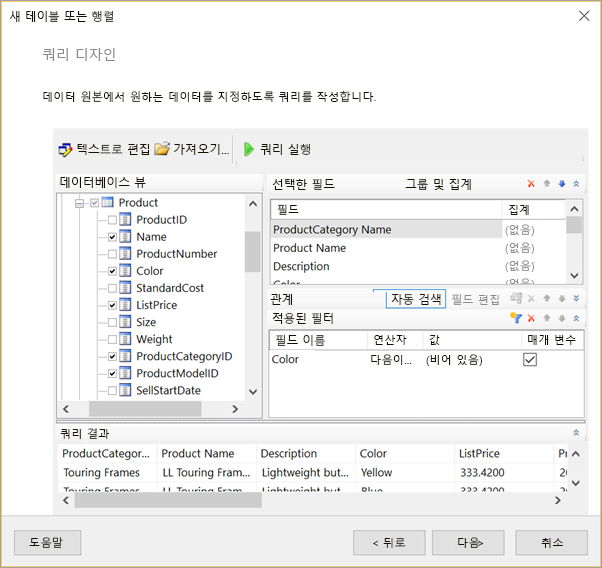 새 테이블 또는 행렬
쿼리 디자인
데이터 원본에서 원하는 데이터를 지정하도록 쿼리를 작성합니다.
텍스트로 편집 가져오기... 쿼리 실행
데이터베이스 뷰
Product
ProductID
Name
ProductNumber
Color
StandardCost
ListPrice
Size
Weight
ProductCategoryID
ProductModelID
SellStartDate
선택한 필드 그룹 및 집계
필드 집계
ProductCategory Name (없음)
Product Name (없음)
Description (없음)
Color (없음)
관계 자동 검색 필드 편집
적용된 필터
필드 이름 연산자 값 매개 변수
Color 다음이... (비어 있음)
쿼리 결과
ProductCategor... Product Name Description Color ListPrice Pr
Touring Frames LL Touring Fram... Lightweight but... Yellow 333.4200
Touring Frames LL Touring Fram... Lightweight but... Blue 333.4200
도움말 < 뒤로 다음> 취소